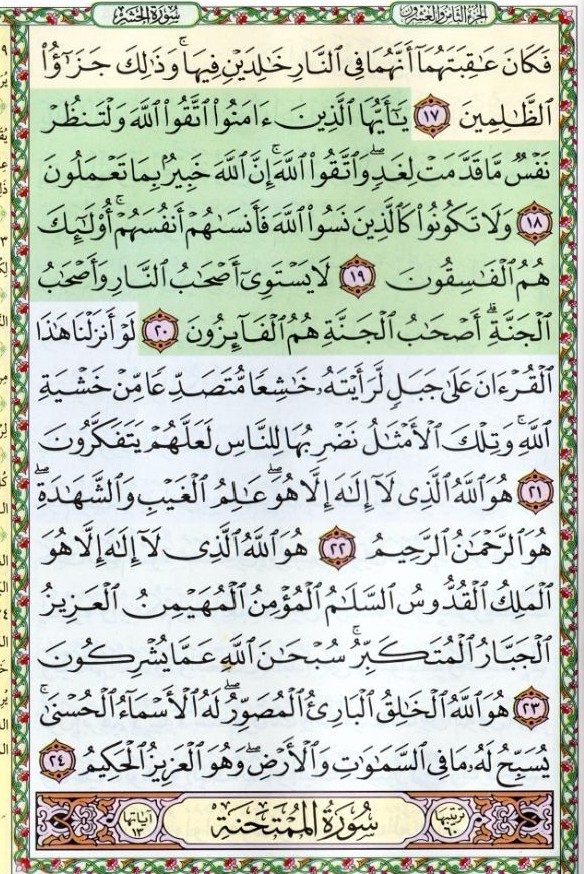 الجزء الثامن والعشرون سُورَةُ الحَشْرِ
فَكَانَ عَٰقِبَتَهُمَآ أَنَّهُمَا فِى ٱلنَّارِ خَٰلِدَيْنِ فِيهَا ۚ وَذَٰلِكَ جَزَٰٓؤُا۟
ٱلظَّٰلِمِينَ ١٧ يَٰٓأَيُّهَا ٱلَّذِينَ ءَامَنُوا۟ ٱتَّقُوا۟ ٱللَّهَ وَلْتَنظُرْ
نَفْسٌ مَّا قَدَّمَتْ لِغَدٍ ۖ وَٱتَّقُوا۟ ٱللَّهَ ۚ إِنَّ ٱللَّهَ خَبِيرٌۢ بِمَا تَعْمَلُونَ
١٨ وَلَا تَكُونُوا۟ كَٱلَّذِينَ نَسُوا۟ ٱللَّهَ فَأَنسَىٰهُمْ أَنفُسَهُمْ ۚ أُو۟لَٰٓئِكَ
هُمُ ٱلْفَٰسِقُونَ ١٩ لَا يَسْتَوِىٓ أَصْحَٰبُ ٱلنَّارِ وَأَصْحَٰبُ
ٱلْجَنَّةِ ۚ أَصْحَٰبُ ٱلْجَنَّةِ هُمُ ٱلْفَآئِزُونَ ٢٠ لَوْ أَنزَلْنَا هَٰذَا
ٱلْقُرْءَانَ عَلَىٰ جَبَلٍ لَّرَأَيْتَهُۥ خَٰشِعًا مُّتَصَدِّعًا مِّنْ خَشْيَةِ
ٱللَّهِ ۚ وَتِلْكَ ٱلْأَمْثَٰلُ نَضْرِبُهَا لِلنَّاسِ لَعَلَّهُمْ يَتَفَكَّرُونَ
٢١ هُوَ ٱللَّهُ ٱلَّذِى لَآ إِلَٰهَ إِلَّا هُوَ ۖ عَٰلِمُ ٱلْغَيْبِ وَٱلشَّهَٰدَةِ ۖ
هُوَ ٱلرَّحْمَٰنُ ٱلرَّحِيمُ ٢٢ هُوَ ٱللَّهُ ٱلَّذِى لَآ إِلَٰهَ إِلَّا هُوَ
ٱلْمَلِكُ ٱلْقُدُّوسُ ٱلسَّلَٰمُ ٱلْمُؤْمِنُ ٱلْمُهَيْمِنُ ٱلْعَزِيزُ
ٱلْجَبَّارُ ٱلْمُتَكَبِّرُ ۚ سُبْحَٰنَ ٱللَّهِ عَمَّا يُشْرِكُونَ
٢٣ هُوَ ٱللَّهُ ٱلْخَٰلِقُ ٱلْبَارِئُ ٱلْمُصَوِّرُ ۖ لَهُ ٱلْأَسْمَآءُ ٱلْحُسْنَىٰ ۚ
يُسَبِّحُ لَهُۥ مَا فِى ٱلسَّمَٰوَٰتِ وَٱلْأَرْضِ ۖ وَهُوَ ٱلْعَزِيزُ ٱلْحَكِيمُ ٢٤
ترتيبها ٦٠ سُورَةُ المُمْتَحنَة آياتها ١٣